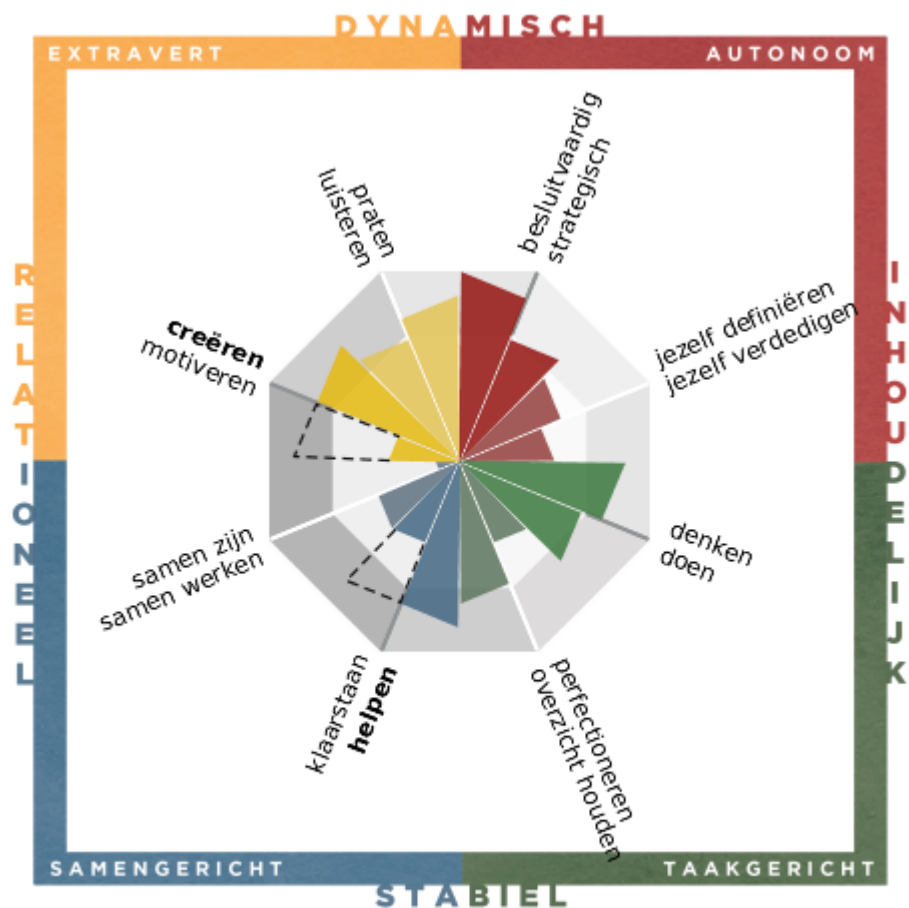 DYNAMISCH
EXTRAVERT
AUTONOOM
praten
luisteren
besluitvaardig
strategisch
creëren
motiveren
jezelf definiëren
jezelf verdedigen
RELATIONEEL
INHOUDELIJK
samen zijn
samen werken
denken
doen
klaarstaan
helpen
perfectioneren
overzicht houden
SAMENGERICHT
TAAKGERICHT
STABIEL